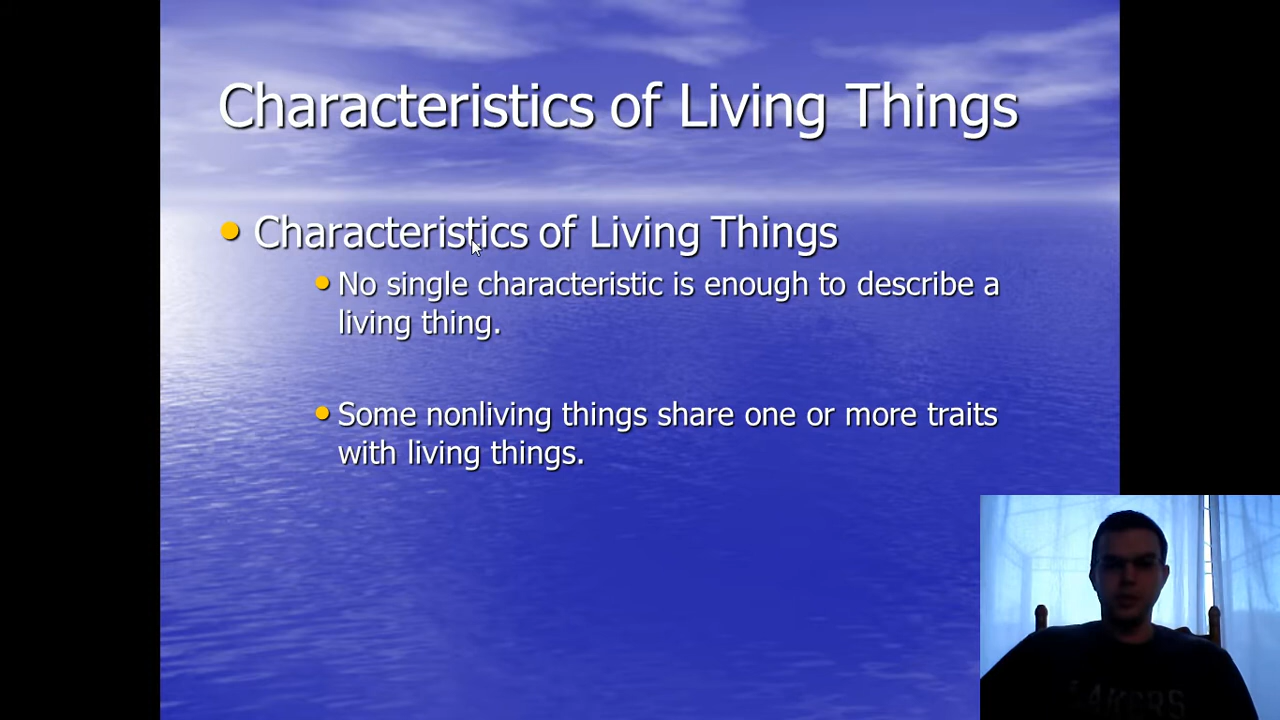 Characteristics of Living Things
Characteristics of Living Things
No single characteristic is enough to describe a
living thing.
Some nonliving things share one or more traits
with living things.
LAKERS